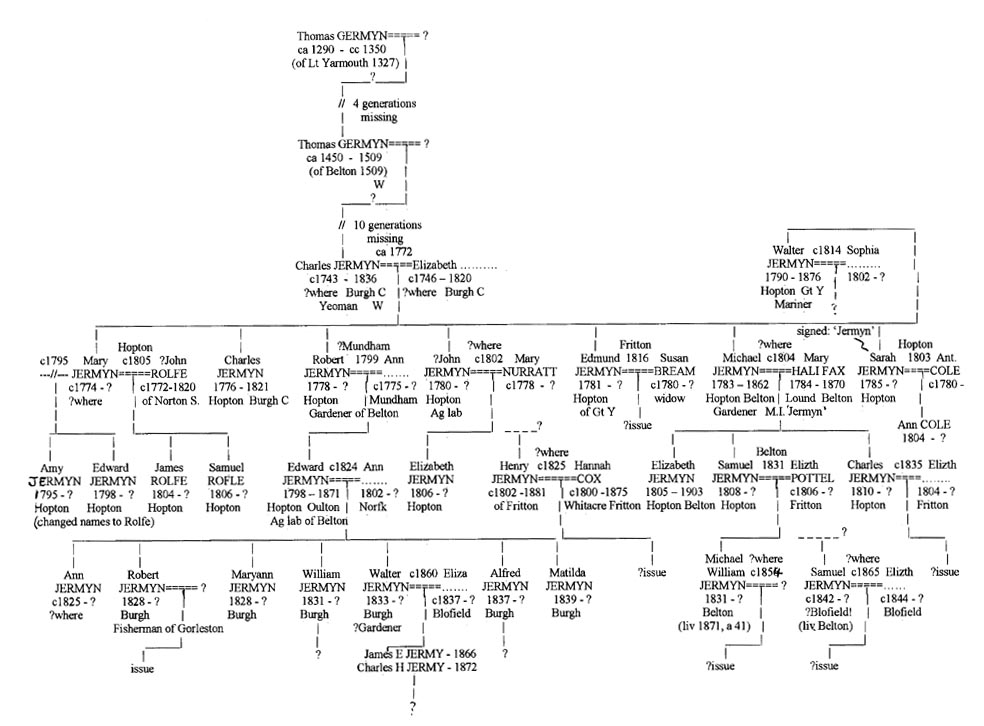 Thomas GERMYN===== ?
ca 1290 - cc 1350
(of Lt Yarmouth 1327)
?
// 4 generations
missing
Thomas GERMYN===== ?
ca 1450 - 1509
(of Belton 1509)
W
?
// 10 generations
missing
ca 1772
Charles JERMYN=====Elizabeth ..........
c1743 - 1836 c1746 – 1820
?where Burgh C ?where Burgh C
Yeoman W
Walter c1814 Sophia
JERMYN=====.........
1790 - 1876 1802 - ?
Hopton Gt Y
Mariner ?
signed: 'Jermyn'
Hopton ?Mundham ?where Fritton ?where Hopton
c1795 Mary c1805 ?John Charles Robert 1799 Ann ?John c1802 Mary Edmund 1816 Susan Michael c1804 Mary Sarah 1803 Ant.
---//--- JERMYN=====ROLFE JERMYN JERMYN=====....... JERMYN=====NURRATT JERMYN=====BREAM JERMYN=====HALI FAX JERMYN=====COLE
c1774 - ? c1772-1820 1776 - 1821 1778 - ? c1775 - ? 1780 - ? c1778 - ? 1781 - ? c1780 - ? 1783 – 1862 1784 - 1870 1785 - ? c1780 -
?where of Norton S. Hopton Burgh C Hopton Mundham Hopton Hopton widow Hopton Belton Lound Belton Hopton
Gardener of Belton Ag lab of Gt Y Gardener M.I. Jermyn'
?issue
Ann COLE
1804 - ?
---- ?
?where Belton
Amy Edward James Samuel Edward c1824 Ann Elizabeth Henry c1825 Hannah Elizabeth Samuel 1831 Elizth Charles c1835 Elizth
JERMYN JERMYN ROLFE ROFLE JERMYN=====....... JERMYN JERMYN=====COX JERMYN JERMYN=====POTTEL JERMYN=====........
1795 - ? 1798 - ? 1804 - ? 1806 - ? 1798 – 1871 1802 - ? 1806 - ? c1802 -1881 c1800 -1875 1805 – 1903 1808 - ? c1806 - ? 1810 - ? 1804 - ?
Hopton Hopton Hopton Hopton Hopton Oulton Norfk Hopton of Fritton Whitacre Fritton Hopton Belton Hopton Fritton Hopton Fritton
(changed names to Rolfe) Ag lab of Belton
----- ?
Ann Robert Maryann William Walter c1860 Eliza Alfred Matilda ?issue Michael ?where Samuel c1865 Elizth ?issue
?where
JERMYN JERMYN===== ? JERMYN JERMYN JERMYN=====....... JERMYN JERMYN William c1854 JERMYN=====......
c1825 - ? 1828 - ? 1828 - ? 1831 - ? 1833 - ? c1837 - ? 1837 - ? 1839 - ? JERMYN===== ? c1842 - ? c1844 - ?
?where Burgh Burgh Burgh Burgh Blofield Burgh Burgh 1831 - ? ?Blofield! Blofield
Fisherman of Gorleston ?Gardener Belton (liv. Belton)
(liv 1871, a 41)
issue ? James E JERMY - 1866 ? ?issue ?issue
Charles H JERMY - 1872
?